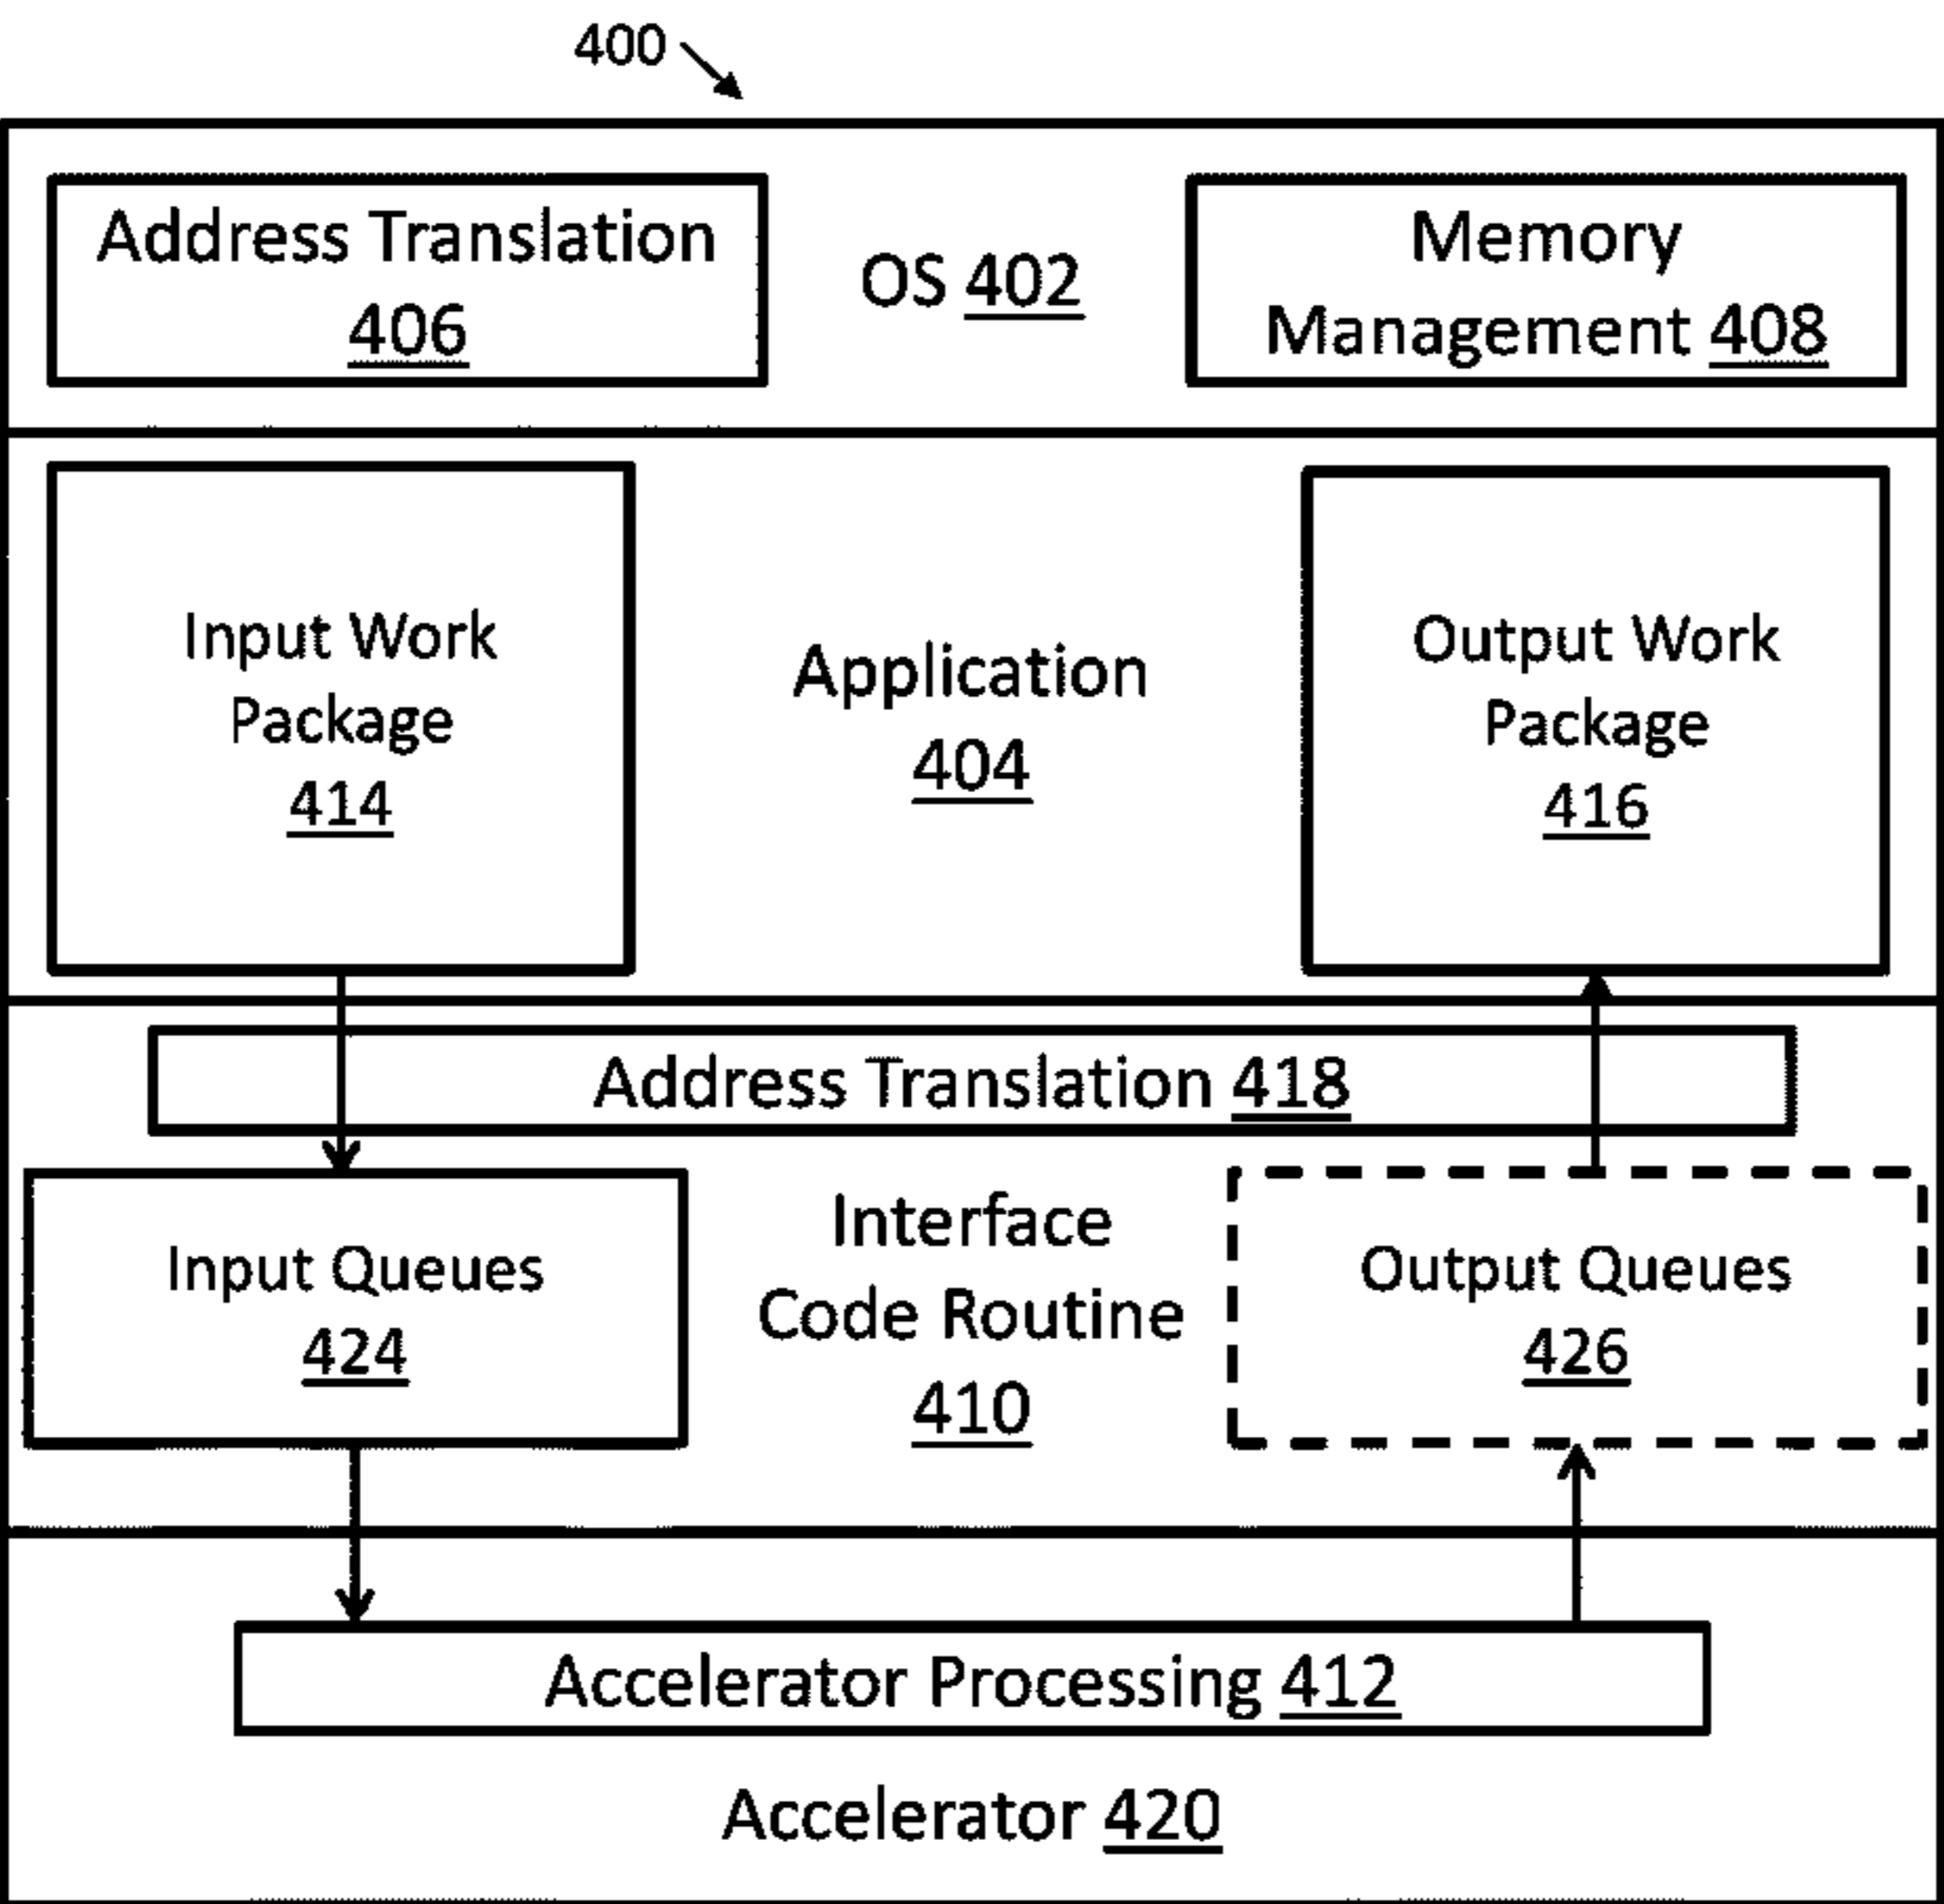 400
Address Translation
406
OS 402
Memory
Management 408
Input Work
Package
414
Application
404
Output Work
Package
416
Address Translation 418
Input Queues
424
Interface
Code Routine
410
Output Queues
426
Accelerator Processing 412
Accelerator 420